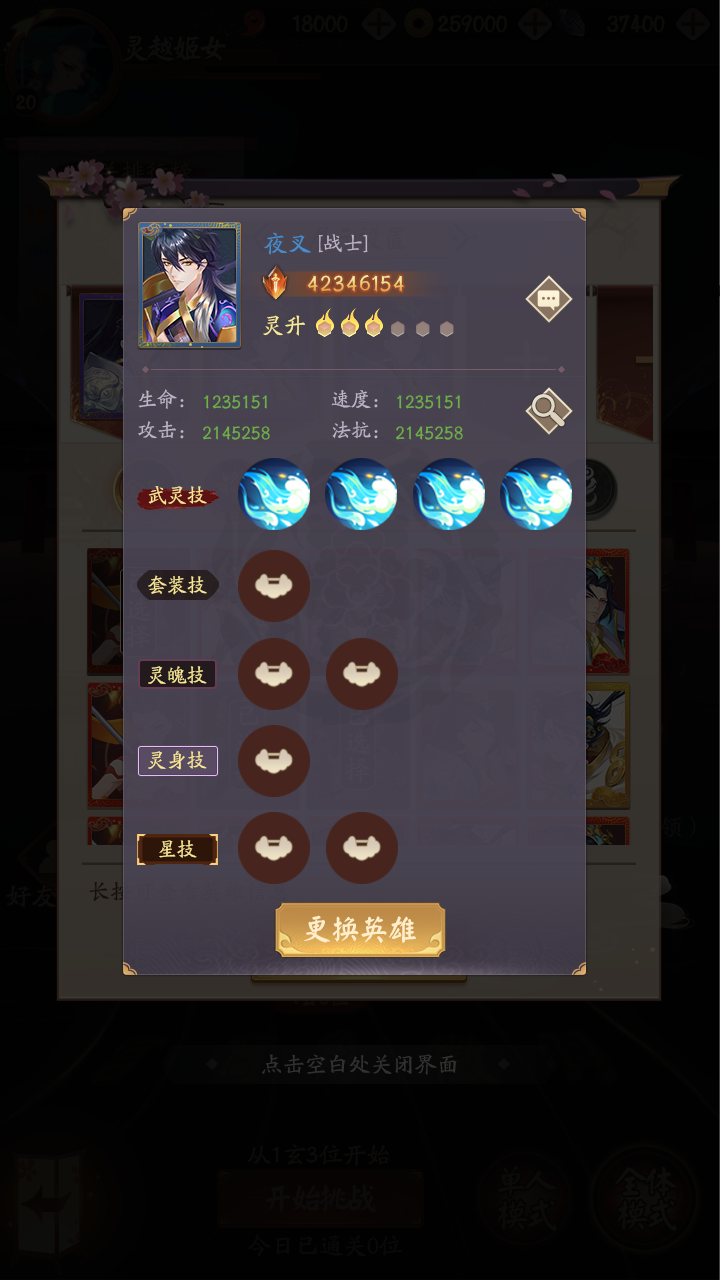 灵越姬女
18000
259000
37400
20
夜叉 [战士]
42346154
灵升
生命： 1235151 速度： 1235151
攻击： 2145258 法抗： 2145258
武灵技
套装技
灵魄技
灵身技
星技
更换英雄
好友
长按
点击空白处关闭界面
从1玄3位开始
开始挑战
今日已通关0位
单人
模式
全体
模式